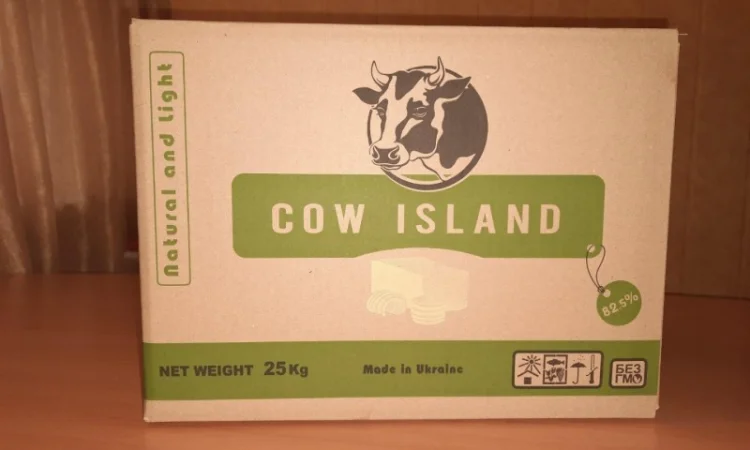 Natural and Light
COW ISLAND
82.5%
NET WEIGHT 25Kg
Made in Ukraine
БЕЗ
ГМО